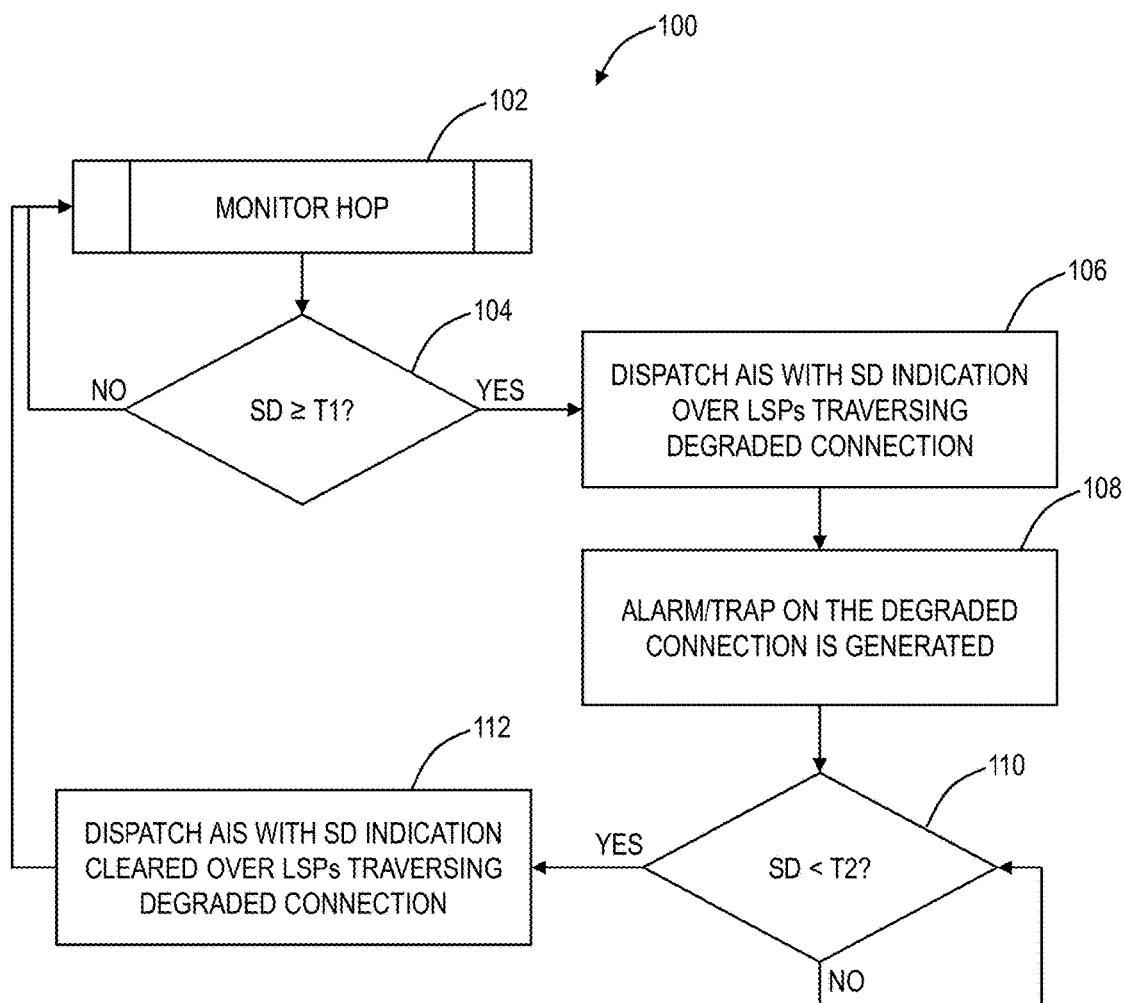 100
102
MONITOR HOP
104
NO
YES
SD ≥ T1?
106
DISPATCH AIS WITH SD INDICATION
OVER LSPs TRAVERSING
DEGRADED CONNECTION
108
ALARM/TRAP ON THE DEGRADED
CONNECTION IS GENERATED
110
SD < T2?
YES
NO
112
DISPATCH AIS WITH SD INDICATION
CLEARED OVER LSPs TRAVERSING
DEGRADED CONNECTION